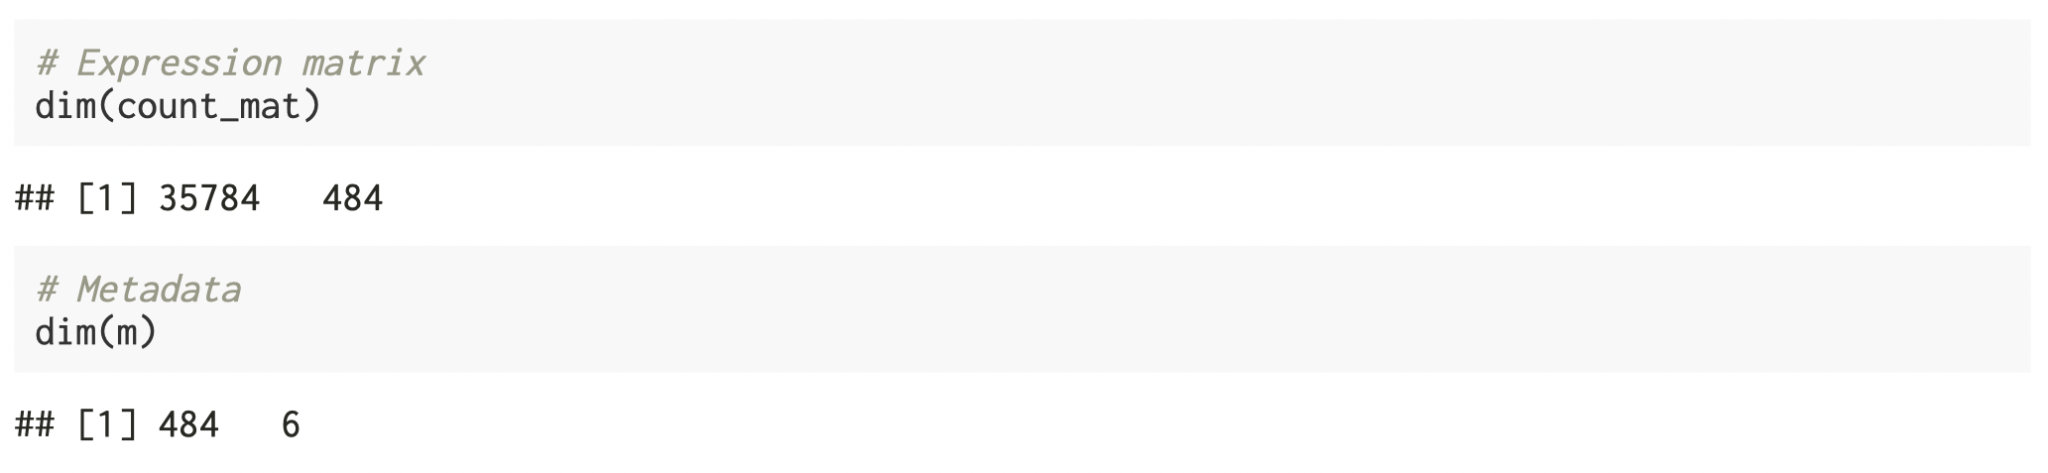 # Expression matrix
dim(count_mat)
## [1] 35784   484
# Metadata
dim(m)
## [1] 484   6